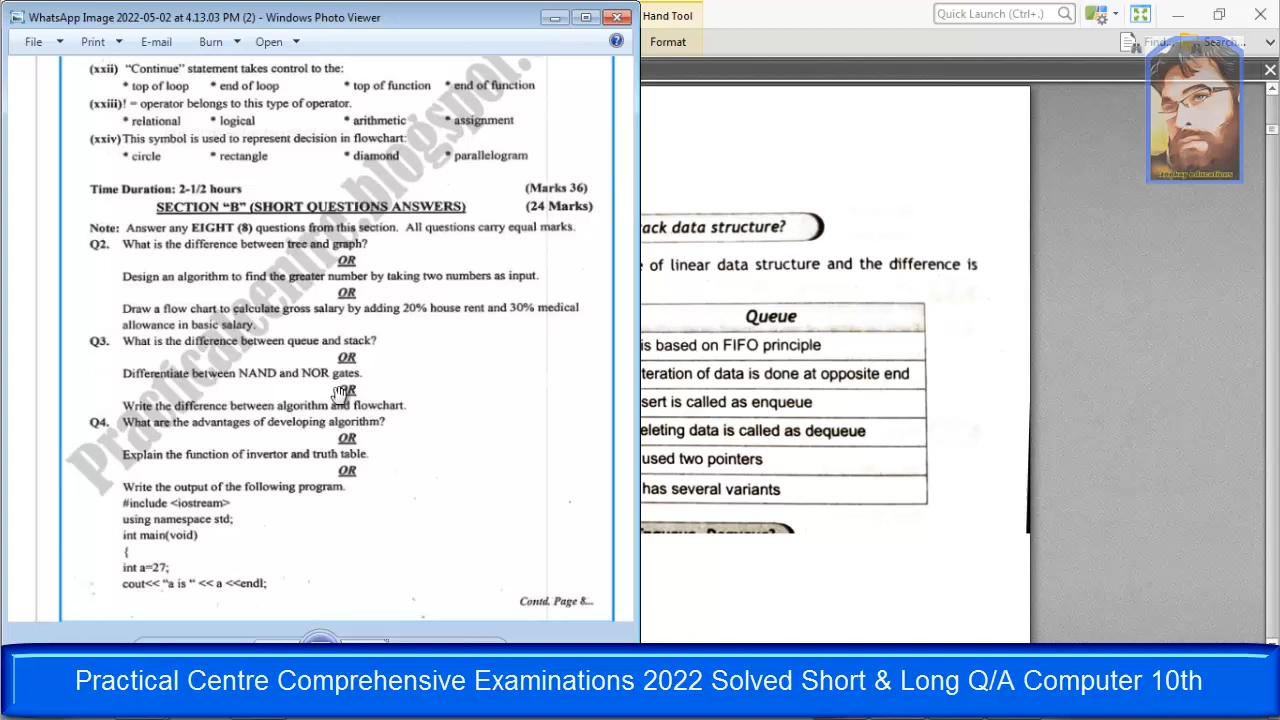 WhatsApp Image 2022-05-02 at 4.13.03 PM (2) - Windows Photo Viewer
File Print E-mail Burn Open
(xxii) "Continue" statement takes control to the:
* top of loop * end of loop * top of function * end of function
(xxiii) ! = operator belongs to this type of operator.
* relational * logical * arithmetic * assignment
(xxiv) This symbol is used to represent decision in flowchart:
* circle * rectangle * diamond * parallelogram
Time Duration: 2-1/2 hours (Marks 36)
SECTION "B" (SHORT QUESTIONS ANSWERS) (24 Marks)
Note: Answer any EIGHT (8) questions from this section. All questions carry equal marks.
Q2. What is the difference between tree and graph?
OR
Design an algorithm to find the greater number by taking two numbers as input.
OR
Draw a flow chart to calculate gross salary by adding 20% house rent and 30% medical
allowance in basic salary.
Q3. What is the difference between queue and stack?
OR
Differentiate between NAND and NOR gates.
OR
Write the difference between algorithm and flowchart.
Q4. What are the advantages of developing algorithm?
OR
Explain the function of invertor and truth table.
OR
Write the output of the following program.
#include <iostream>
using namespace std;
int main(void)
{
int a=27;
cout<< "a is " << a <<endl;
Contd. Page 8...
Practicalcentre.blogspot.
Hand Tool
Format
Quick Launch (Ctrl+.)
Find... Search...
zepkay educations
ack data structure?
e of linear data structure and the difference is
Queue
is based on FIFO principle
teration of data is done at opposite end
sert is called as enqueue
eleting data is called as dequeue
used two pointers
has several variants
Practical Centre Comprehensive Examinations 2022 Solved Short & Long Q/A Computer 10th